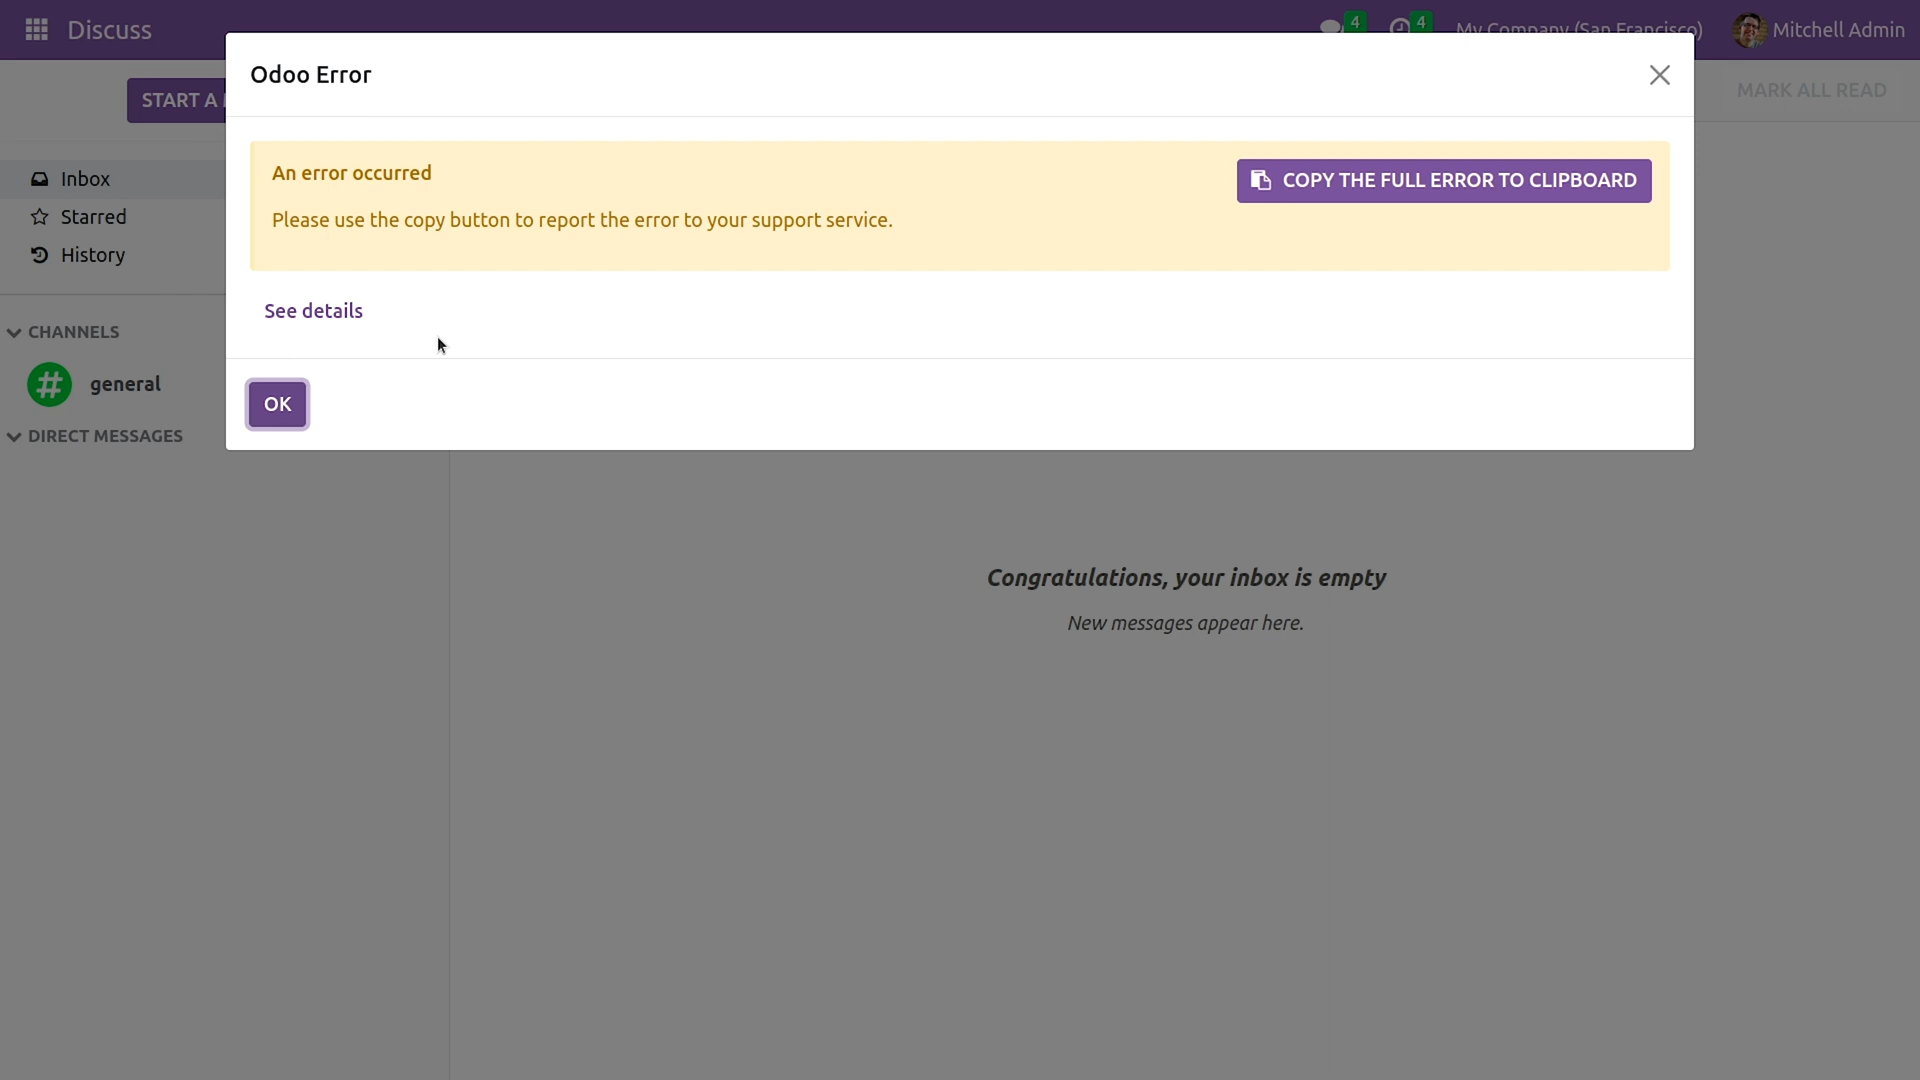 Discuss
4
4
My Company (San Francisco)
Mitchell Admin
Odoo Error
START A
MARK ALL READ
An error occurred
COPY THE FULL ERROR TO CLIPBOARD
Please use the copy button to report the error to your support service.
Inbox
Starred
History
See details
CHANNELS
general
OK
DIRECT MESSAGES
Congratulations, your inbox is empty
New messages appear here.